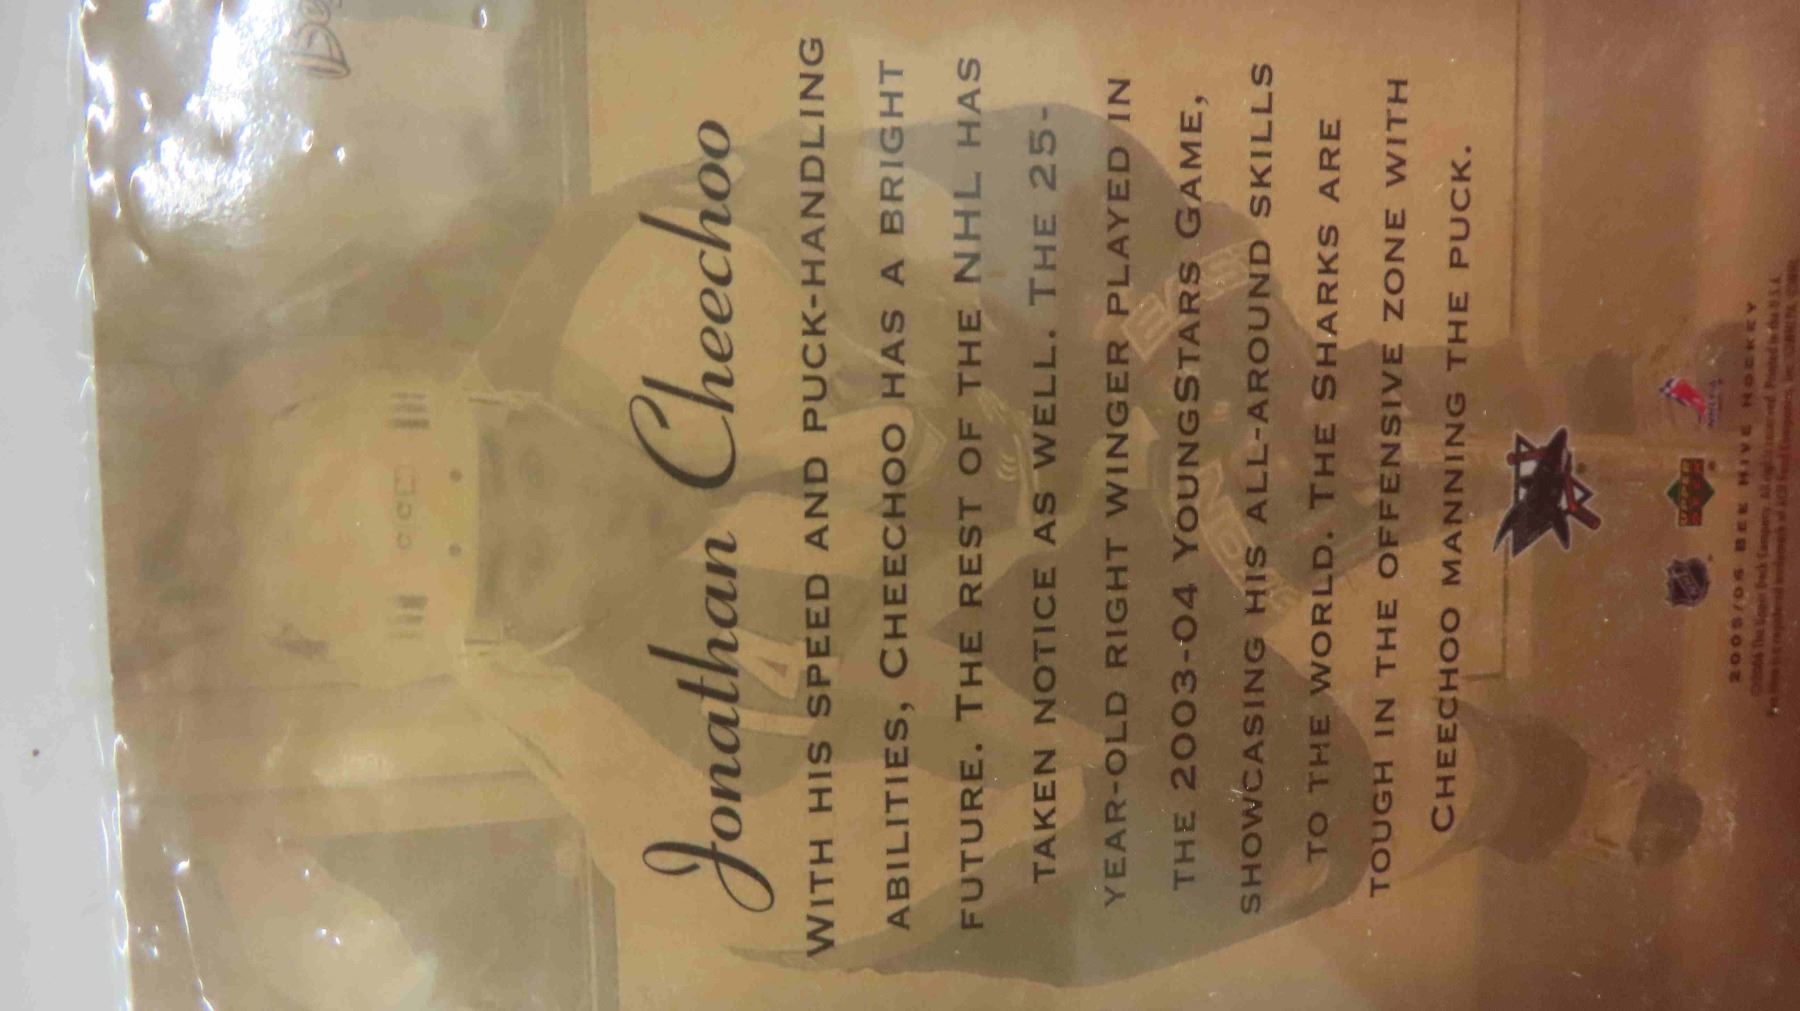 Jonathan Cheechoo
WITH HIS SPEED AND PUCK-HANDLING
ABILITIES, CHEECHOO HAS A BRIGHT
FUTURE. THE REST OF THE NHL HAS
TAKEN NOTICE AS WELL. THE 25-
YEAR-OLD RIGHT WINGER PLAYED IN
THE 2003-04 YOUNGSTARS GAME,
SHOWCASING HIS ALL-AROUND SKILLS
TO THE WORLD. THE SHARKS ARE
TOUGH IN THE OFFENSIVE ZONE WITH
CHEECHOO MANNING THE PUCK.
CCM
UPPER DECK
2005/06 BEE HIVE HOCKEY